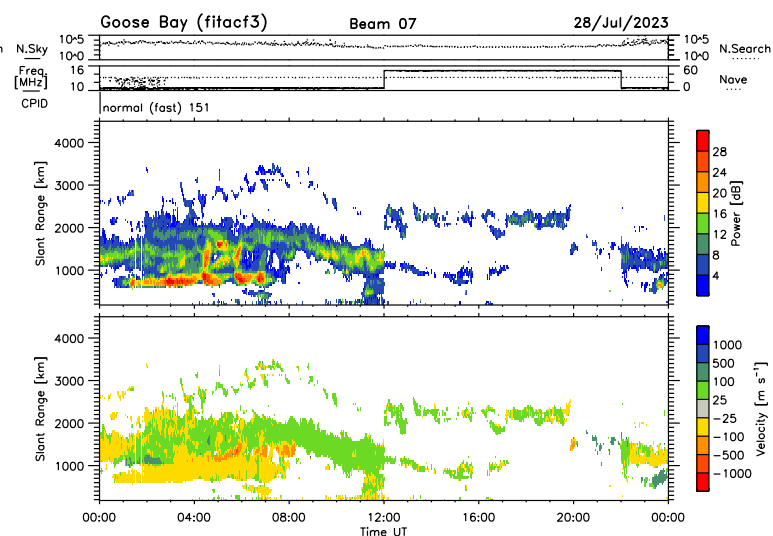 Goose Bay (fitacf3) Beam 07 28/Jul/2023
10^5 10^5
N.Sky N.Search
10^0 10^0
Freq. 16 60
[MHz] Nave
10 0
CPID normal (fast) 151
4000
3000
2000
1000
Slant Range [km]
28
24
20
16
12
8
4
Power [dB]
4000
3000
2000
1000
Slant Range [km]
1000
500
100
25
-25
-100
-500
-1000
Velocity [m s⁻¹]
00:00 04:00 08:00 12:00 16:00 20:00 00:00
Time UT